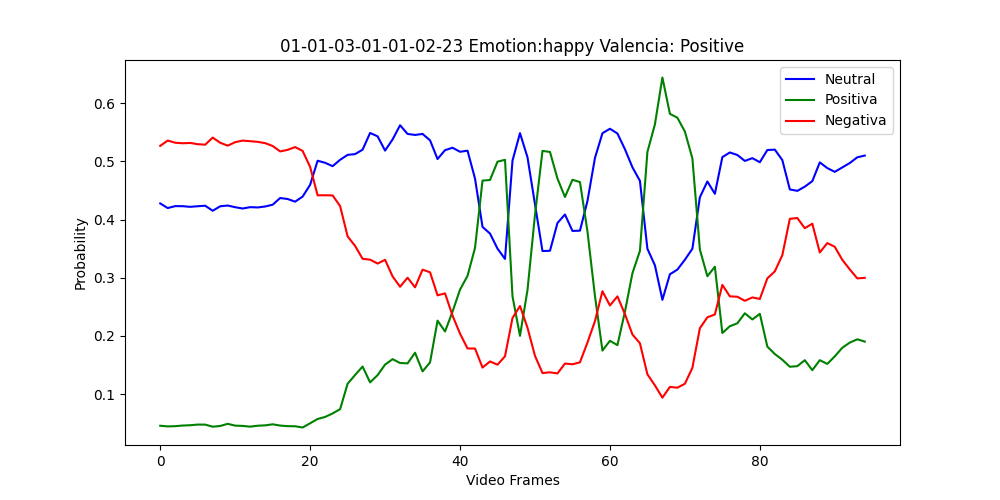 01-01-03-01-01-02-23 Emotion:happy Valencia: Positive
Neutral
Positiva
Negativa
Probability
0.6
0.5
0.4
0.3
0.2
0.1
0 20 40 60 80
Video Frames